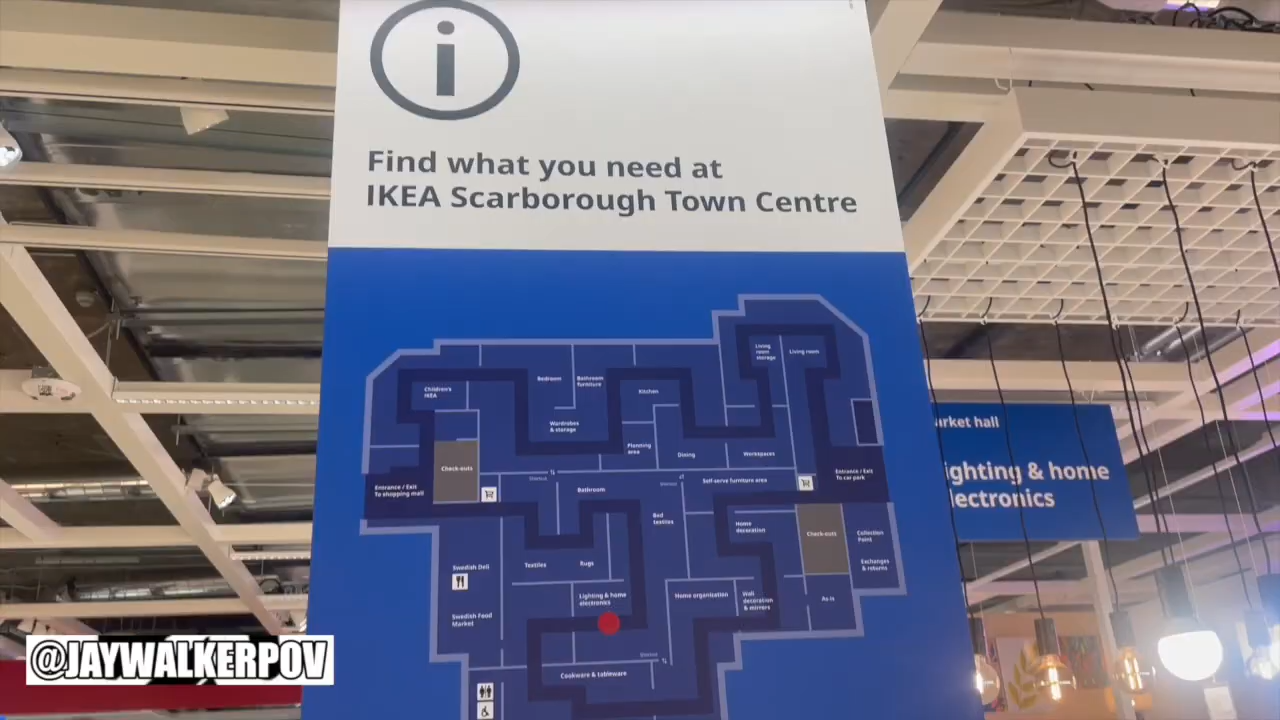 i
Find what you need at
IKEA Scarborough Town Centre
Living
room
storage
Living room
Children's
IKEA
Bedroom
Bathroom
furniture
Kitchen
Wardrobes
& storage
Planning
area
Dining
Workspaces
Check-outs
Entrance / Exit
To shopping mall
Entrance / Exit
To car park
Shortcut
Shortcut
Self-serve furniture area
Bathroom
Bed
textiles
Home
decoration
Check-outs
Collection
Point
Exchanges
& returns
Swedish Deli
Textiles
Rugs
Lighting & home
electronics
Home organisation
Wall
decoration
& mirrors
As-is
Swedish Food
Market
Shortcut
Cookware & tableware
arket hall
ighting & home
lectronics
@JAYWALKERPOV